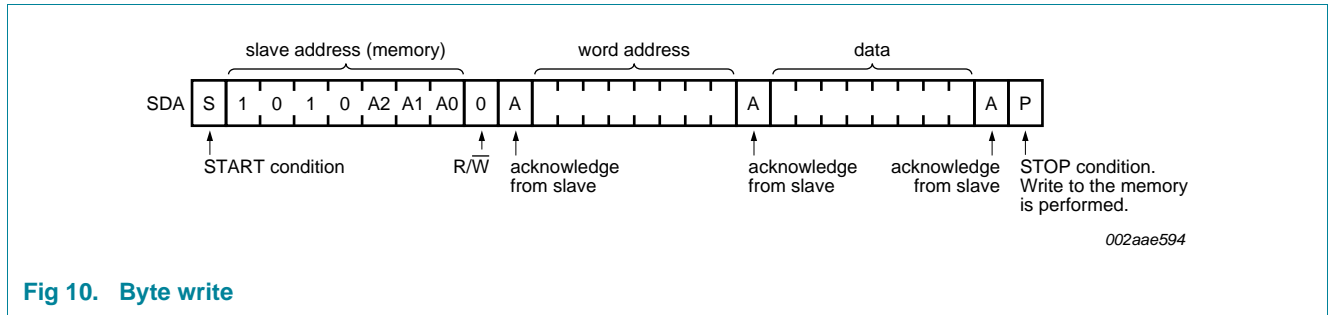 slave address (memory) word address data
SDA S 1 0 1 0 A2 A1 A0 0 A A A P
START condition R/W̅ acknowledge from slave acknowledge from slave acknowledge from slave STOP condition. Write to the memory is performed.
002aae594
Fig 10. Byte write